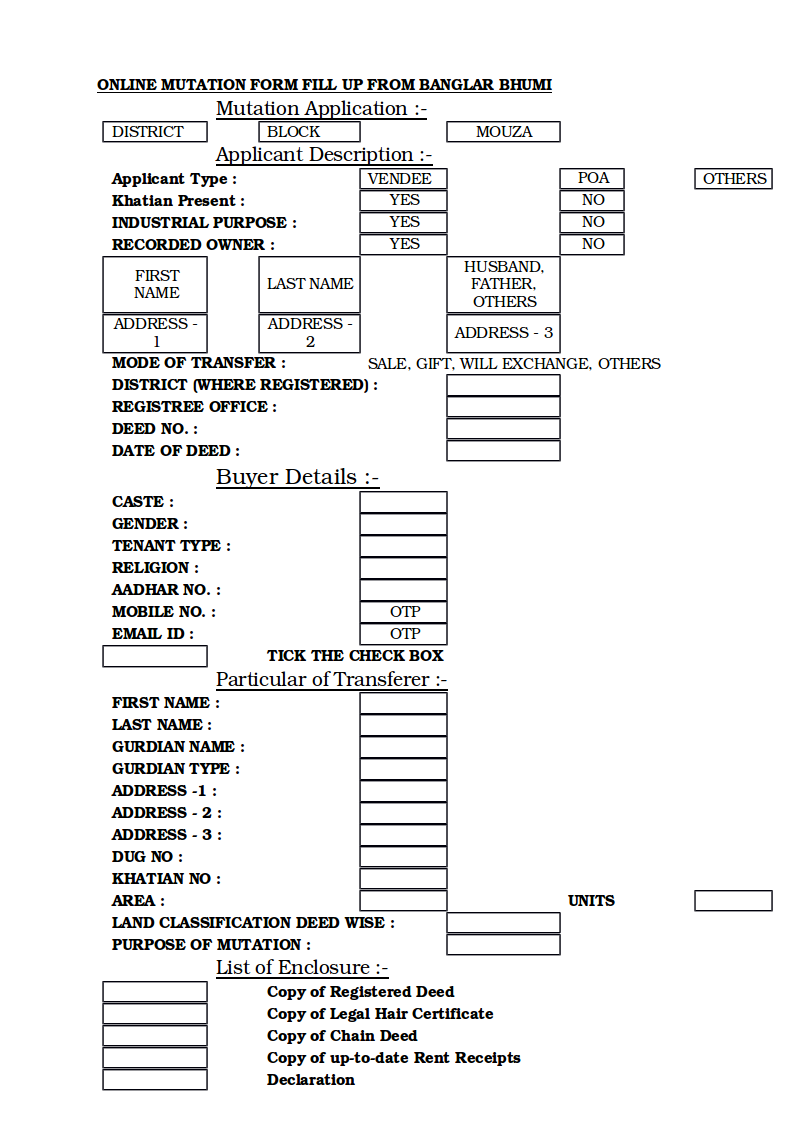 ONLINE MUTATION FORM FILL UP FROM BANGLAR BHUMI
Mutation Application :-
DISTRICT BLOCK MOUZA
Applicant Description :-
Applicant Type : VENDEE POA OTHERS
Khatian Present : YES NO
INDUSTRIAL PURPOSE : YES NO
RECORDED OWNER : YES NO
FIRST NAME LAST NAME HUSBAND, FATHER, OTHERS
ADDRESS - 1 ADDRESS - 2 ADDRESS - 3
MODE OF TRANSFER : SALE, GIFT, WILL EXCHANGE, OTHERS
DISTRICT (WHERE REGISTERED) :
REGISTREE OFFICE :
DEED NO. :
DATE OF DEED :
Buyer Details :-
CASTE :
GENDER :
TENANT TYPE :
RELIGION :
AADHAR NO. :
MOBILE NO. : OTP
EMAIL ID : OTP
TICK THE CHECK BOX
Particular of Transferer :-
FIRST NAME :
LAST NAME :
GURDIAN NAME :
GURDIAN TYPE :
ADDRESS -1 :
ADDRESS - 2 :
ADDRESS - 3 :
DUG NO :
KHATIAN NO :
AREA : UNITS
LAND CLASSIFICATION DEED WISE :
PURPOSE OF MUTATION :
List of Enclosure :-
Copy of Registered Deed
Copy of Legal Hair Certificate
Copy of Chain Deed
Copy of up-to-date Rent Receipts
Declaration